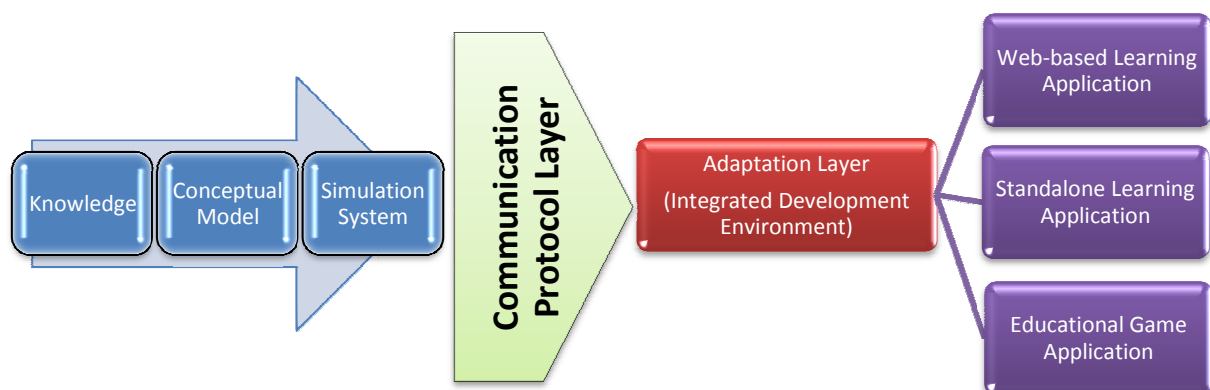 Knowledge
Conceptual
Model
Simulation
System
Communication
Protocol Layer
Adaptation Layer
(Integrated Development
Environment)
Web-based Learning
Application
Standalone Learning
Application
Educational Game
Application